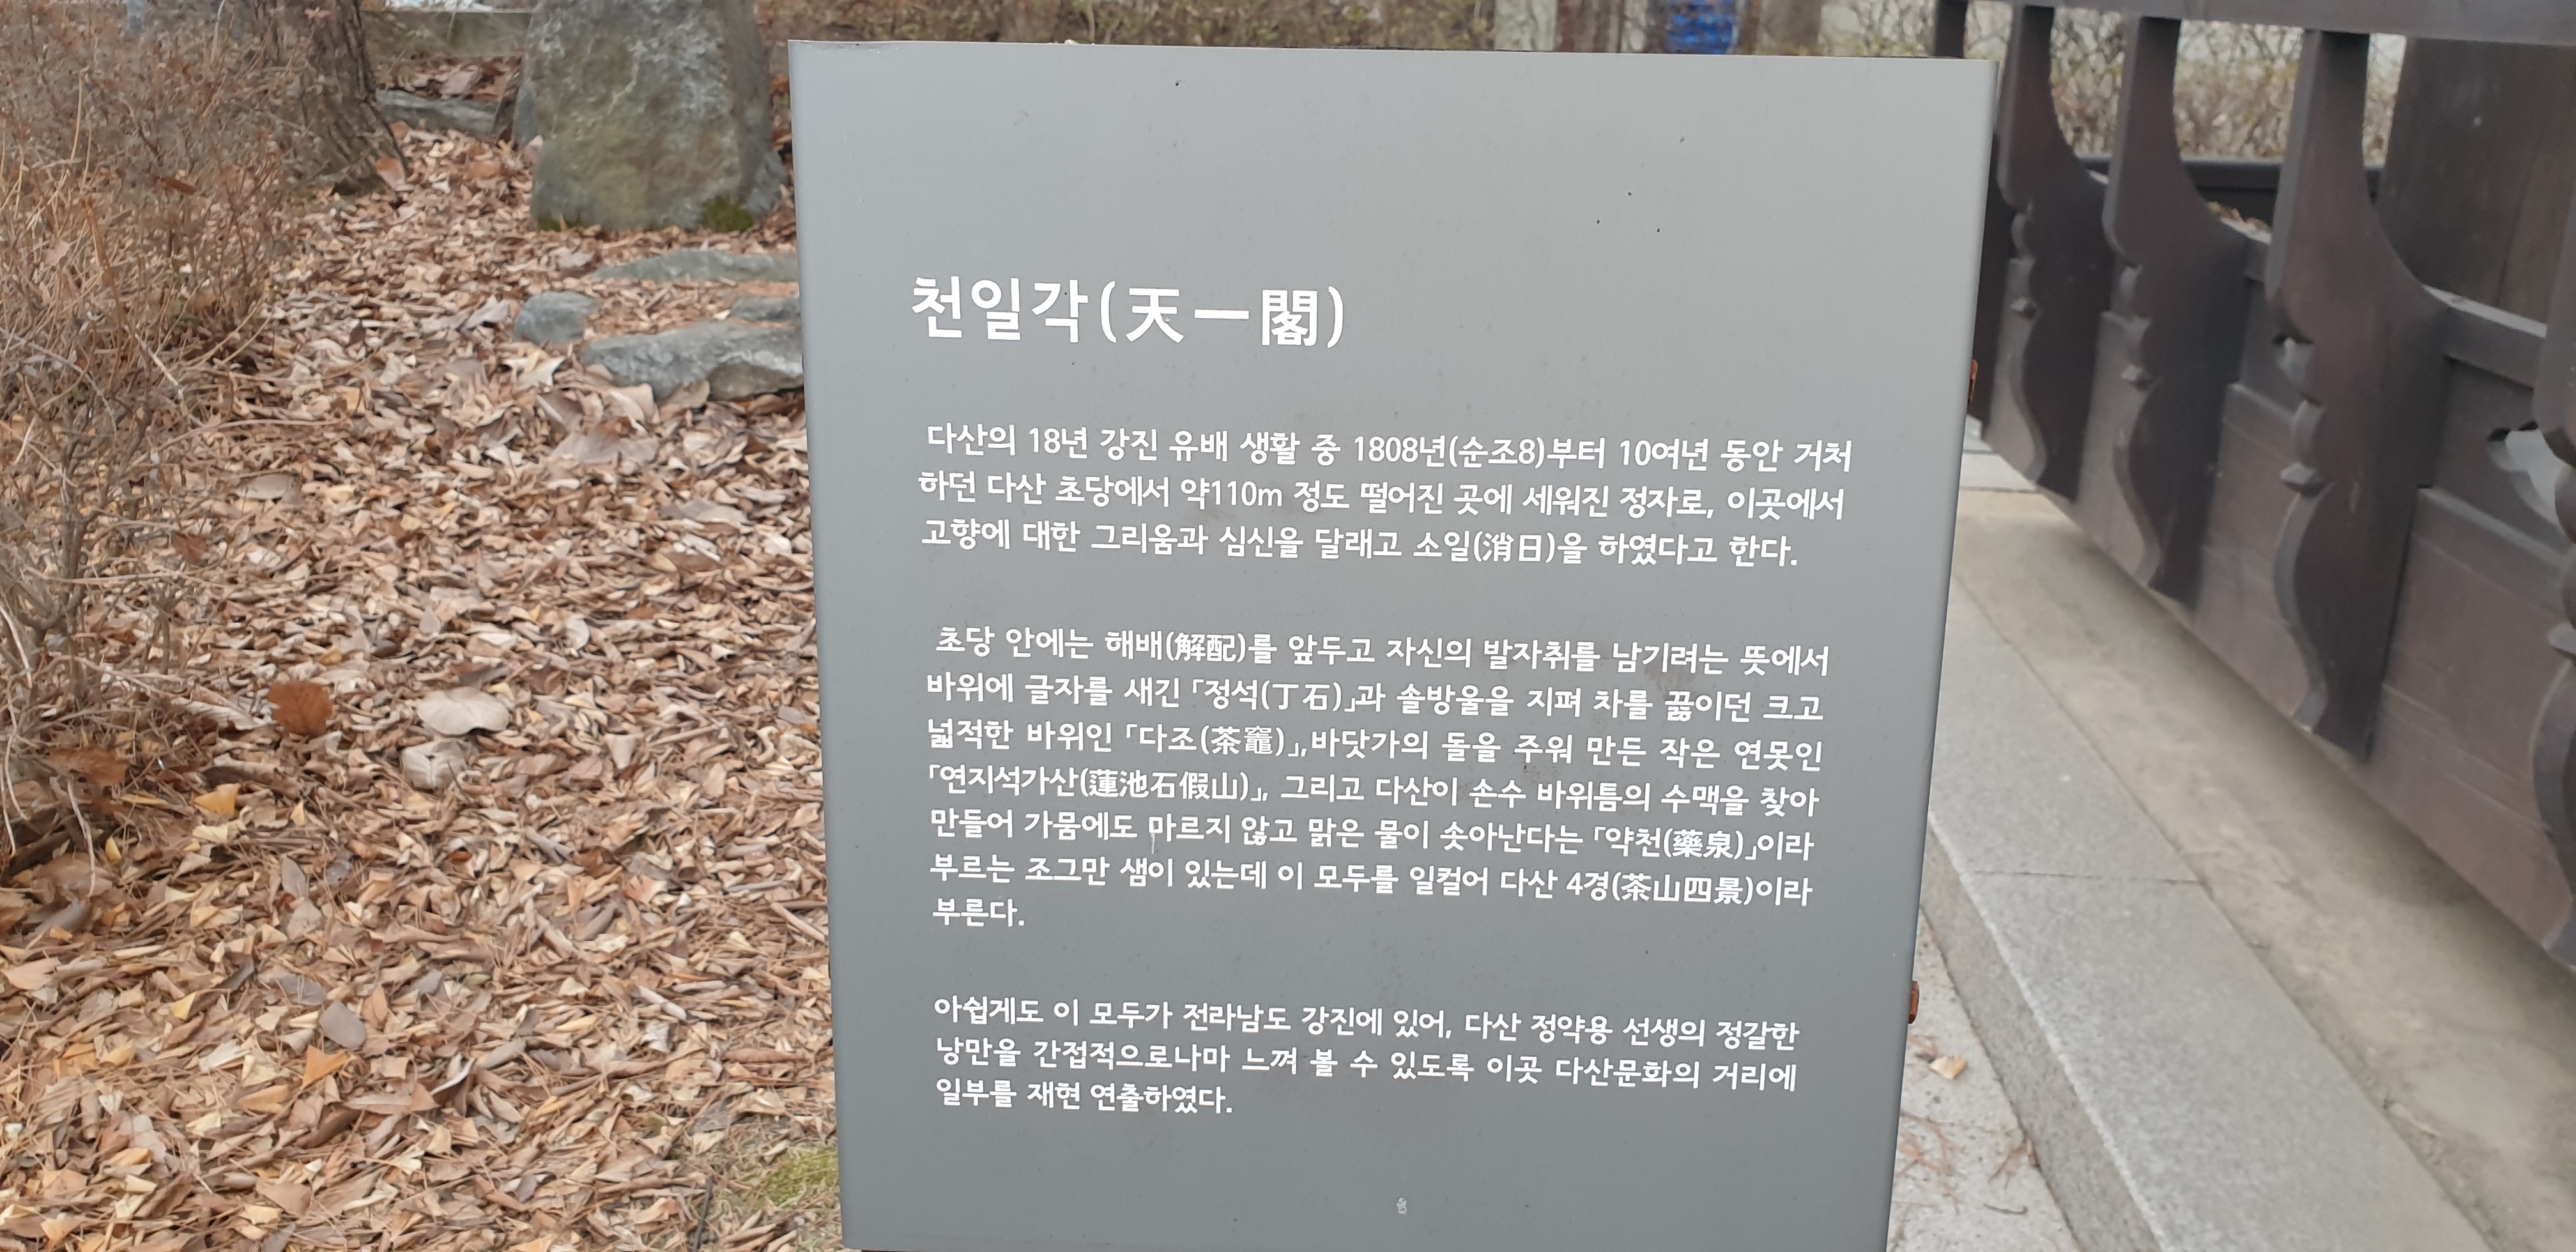 천일각(天一閣)
다산의 18년 강진 유배 생활 중 1808년(순조8)부터 10여년 동안 거처
하던 다산 초당에서 약110m 정도 떨어진 곳에 세워진 정자로, 이곳에서
고향에 대한 그리움과 심신을 달래고 소일(消日)을 하였다고 한다.
초당 안에는 해배(解配)를 앞두고 자신의 발자취를 남기려는 뜻에서
바위에 글자를 새긴 「정석(丁石)」과 솔방울을 지펴 차를 끓이던 크고
넓적한 바위인 「다조(茶竈)」,바닷가의 돌을 주워 만든 작은 연못인
「연지석가산(蓮池石假山)」, 그리고 다산이 손수 바위틈의 수맥을 찾아
만들어 가뭄에도 마르지 않고 맑은 물이 솟아난다는 「약천(藥泉)」이라
부르는 조그만 샘이 있는데 이 모두를 일컬어 다산 4경(茶山四景)이라
부른다.
아쉽게도 이 모두가 전라남도 강진에 있어, 다산 정약용 선생의 정갈한
낭만을 간접적으로나마 느껴 볼 수 있도록 이곳 다산문화의 거리에
일부를 재현 연출하였다.